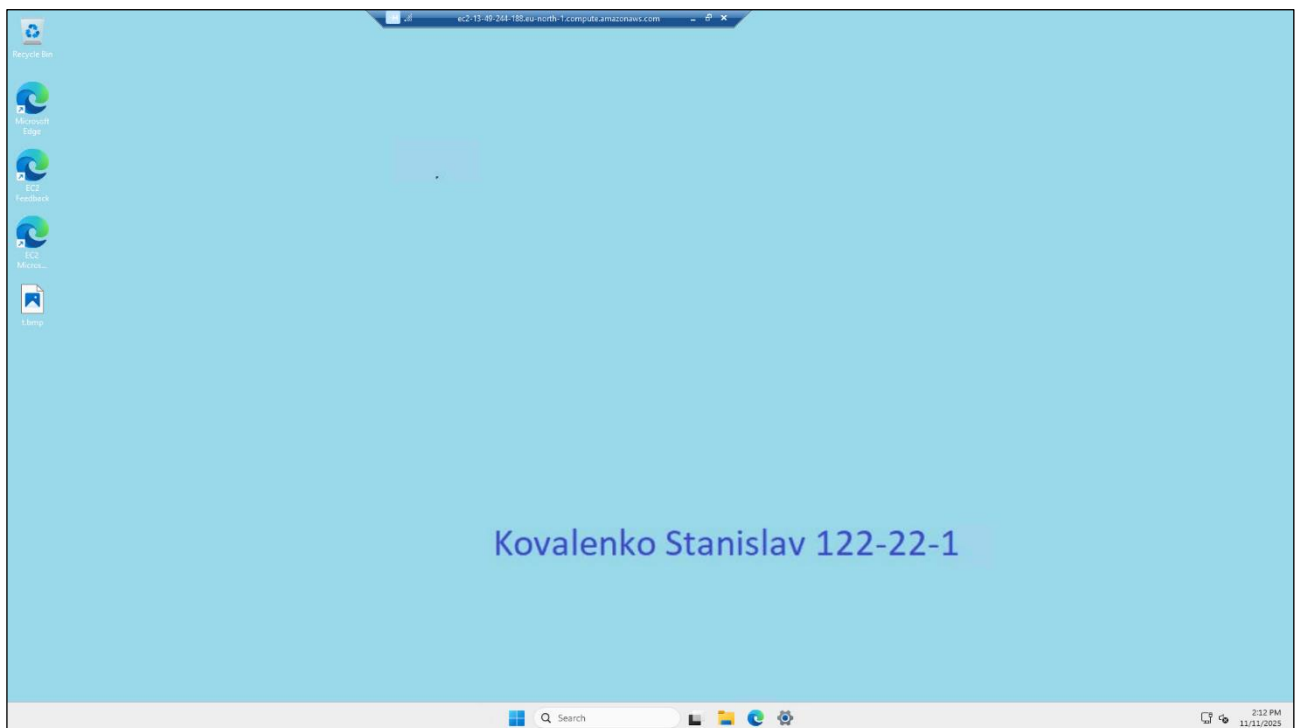 ec2-13-49-244-188.eu-north-1.compute.amazonaws.com
Recycle Bin
Microsoft
Edge
EC2
Feedback
EC2
Micros...
t.bmp
Kovalenko Stanislav 122-22-1
Search
2:12 PM
11/11/2025